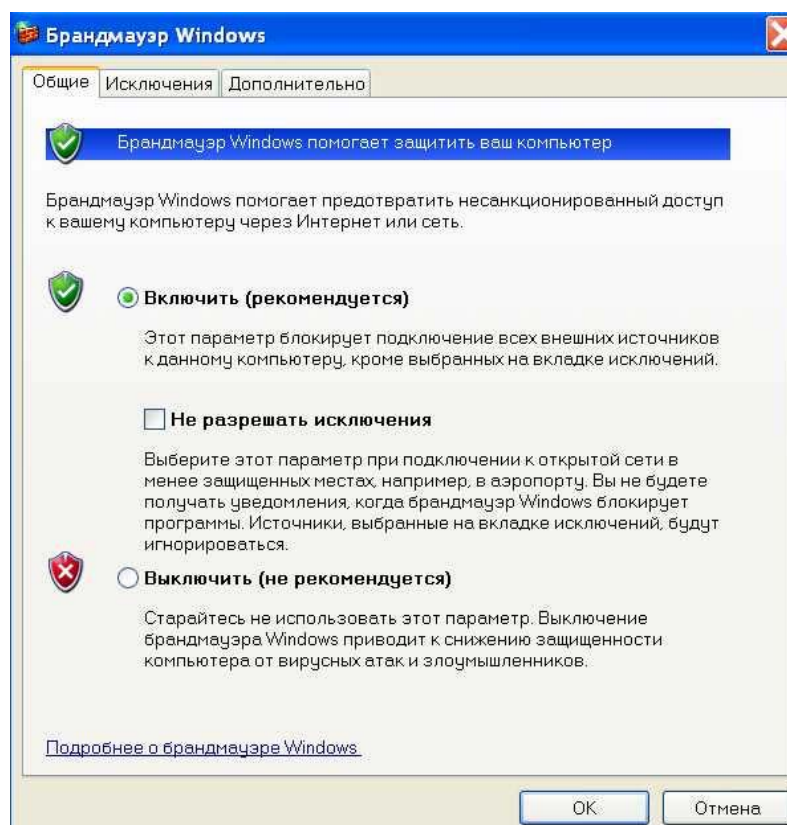 Брандмауэр Windows
Общие Исключения Дополнительно
Брандмауэр Windows помогает защитить ваш компьютер
Брандмауэр Windows помогает предотвратить несанкционированный доступ
к вашему компьютеру через Интернет или сеть.
Включить (рекомендуется)
Этот параметр блокирует подключение всех внешних источников
к данному компьютеру, кроме выбранных на вкладке исключений.
Не разрешать исключения
Выберите этот параметр при подключении к открытой сети в
менее защищенных местах, например, в аэропорту. Вы не будете
получать уведомления, когда брандмауэр Windows блокирует
программы. Источники, выбранные на вкладке исключений, будут
игнорироваться.
Выключить (не рекомендуется)
Старайтесь не использовать этот параметр. Выключение
брандмауэра Windows приводит к снижению защищенности
компьютера от вирусных атак и злоумышленников.
Подробнее о брандмауэре Windows
OK Отмена